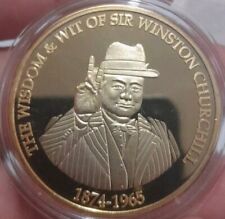 THE WISDOM & WIT OF SIR WINSTON CHURCHILL
1874-1965